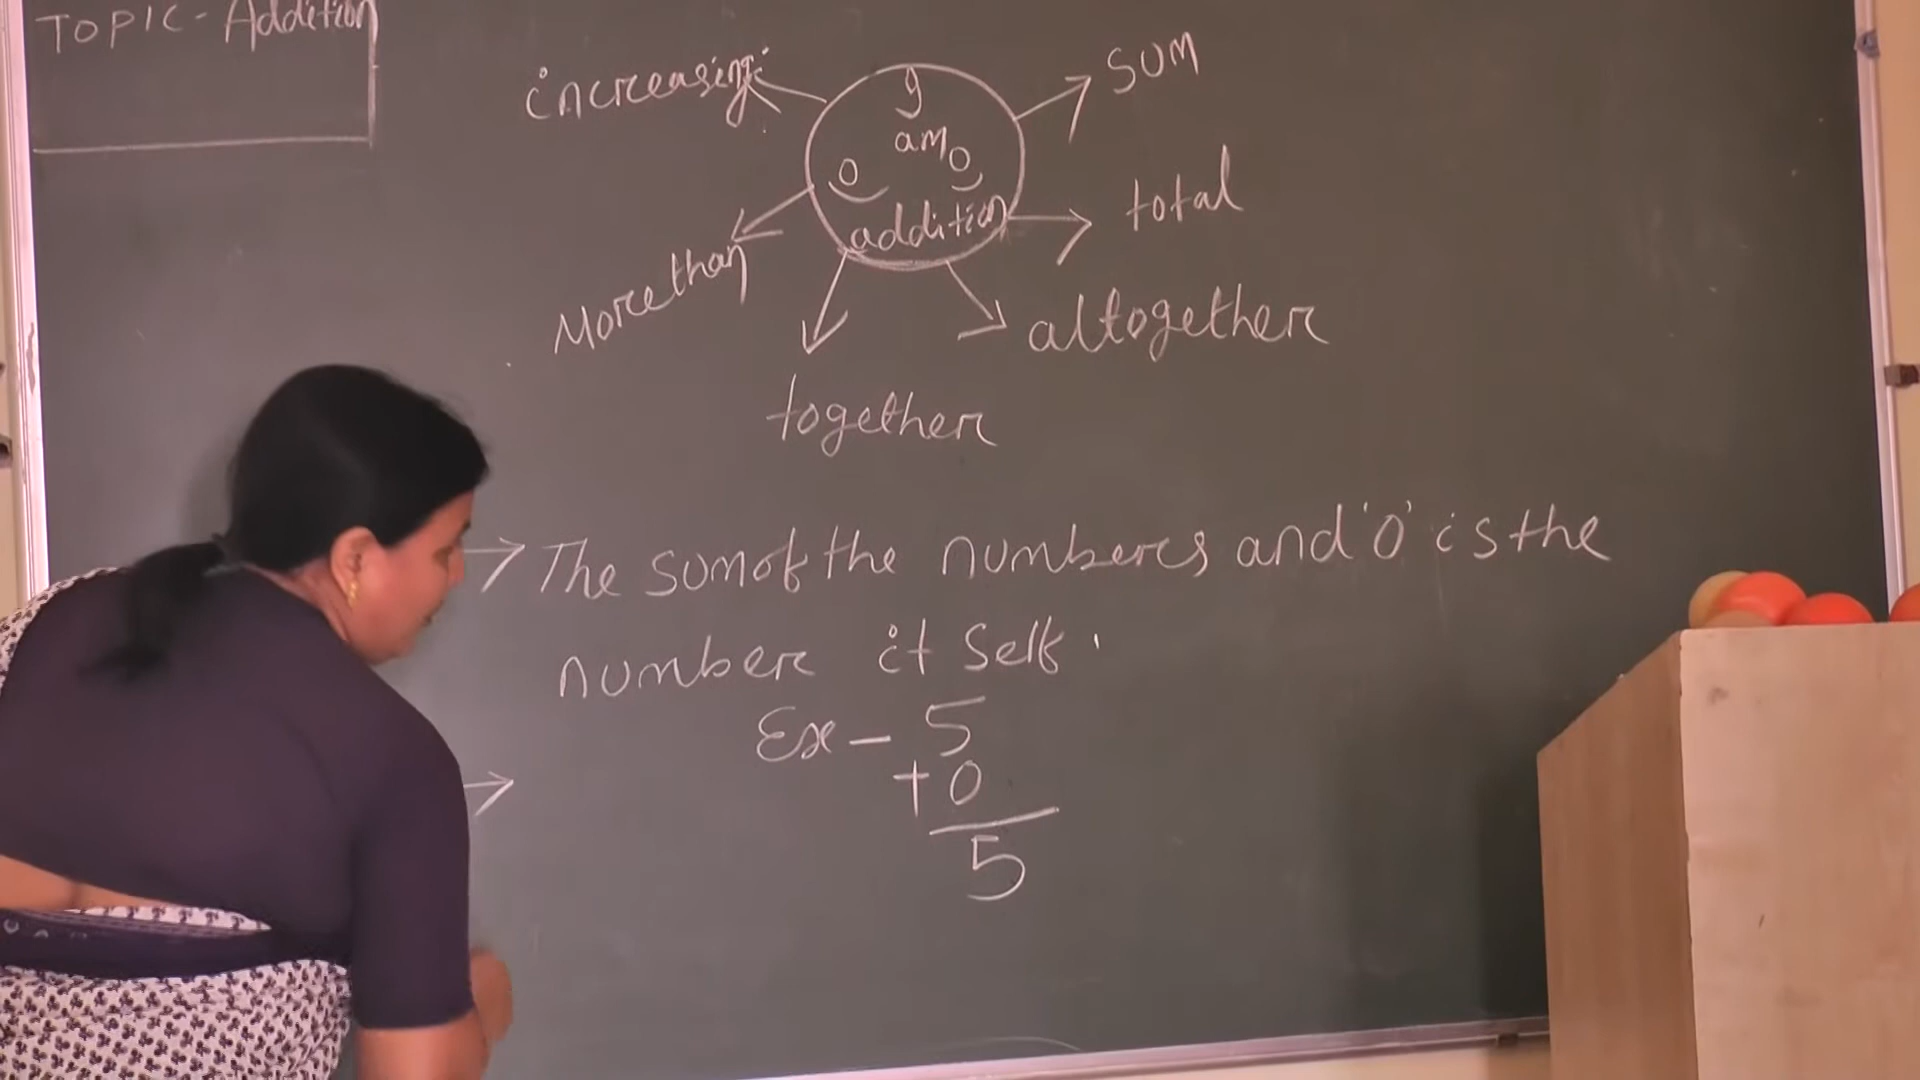 TOPIC - Addition
increasing
SUM
I
am
addition
total
More than
altogether
together
→ The sum of the numbers and '0' is the
number it self.
Ex - 5
+0
5
→